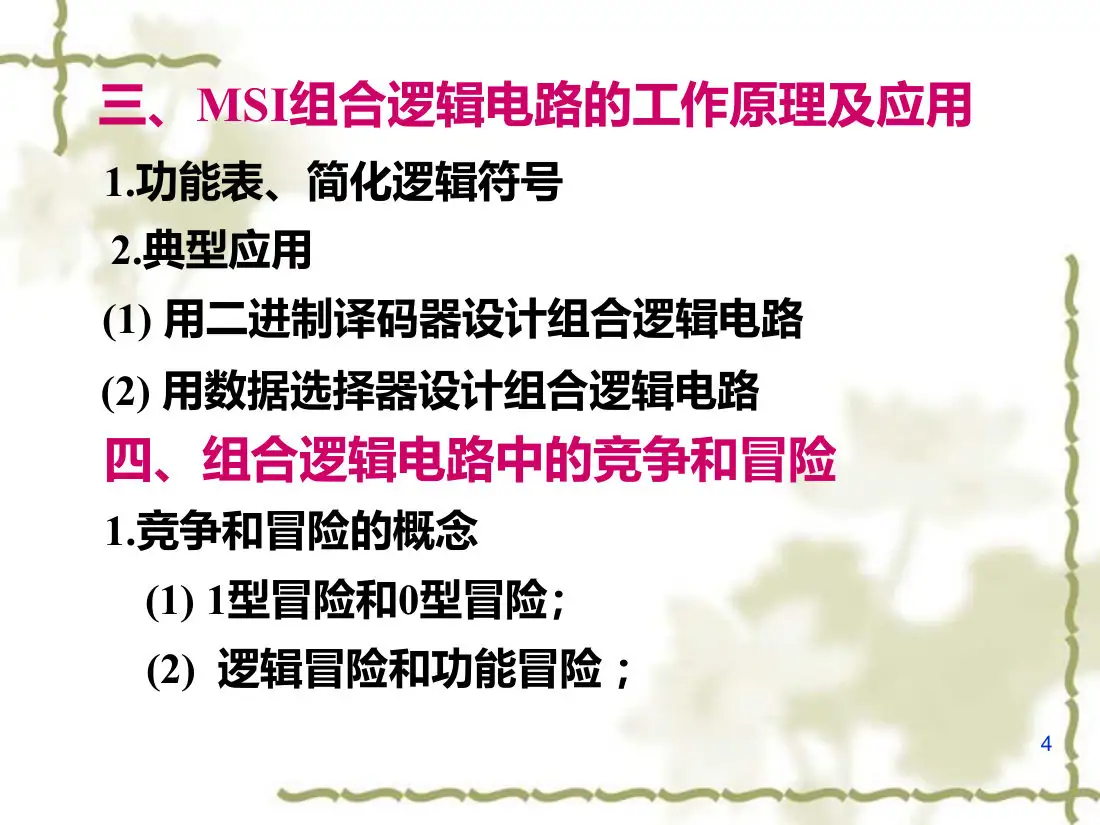 三、MSI组合逻辑电路的工作原理及应用
1.功能表、简化逻辑符号
2.典型应用
(1) 用二进制译码器设计组合逻辑电路
(2) 用数据选择器设计组合逻辑电路
四、组合逻辑电路中的竞争和冒险
1.竞争和冒险的概念
(1) 1型冒险和0型冒险；
(2) 逻辑冒险和功能冒险；
4